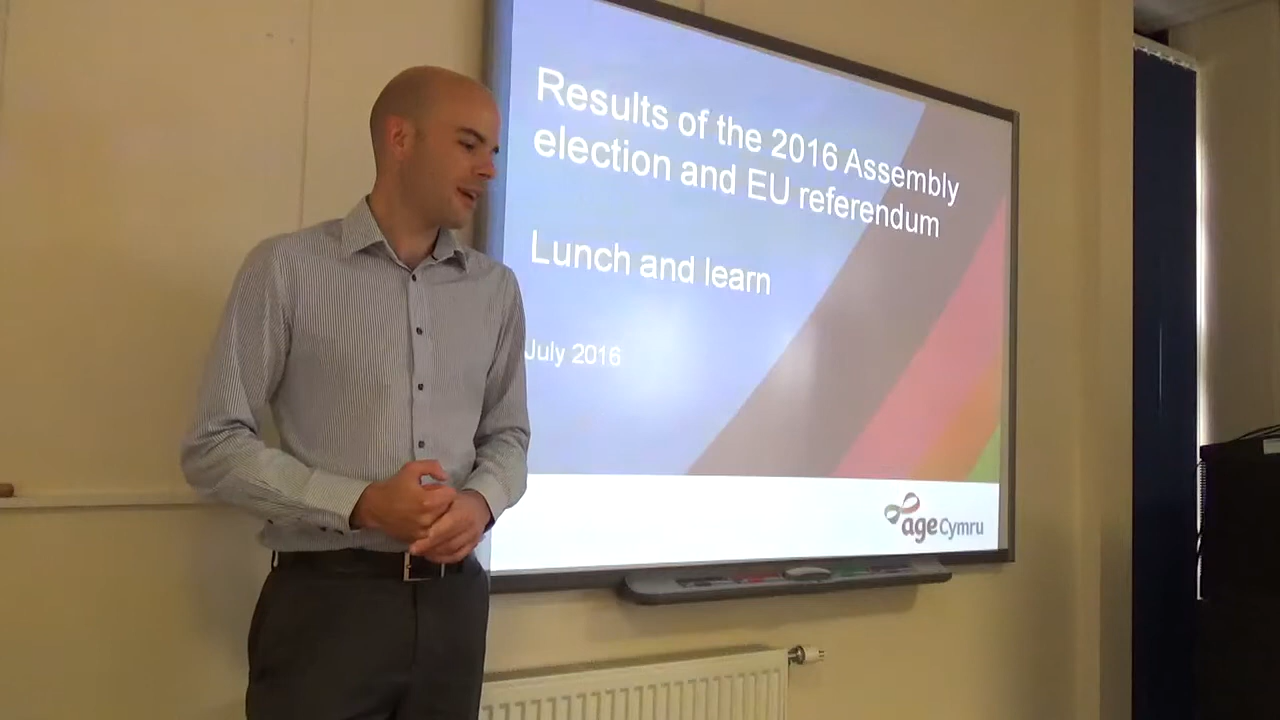 Results of the 2016 Assembly
election and EU referendum
Lunch and learn
July 2016
age Cymru